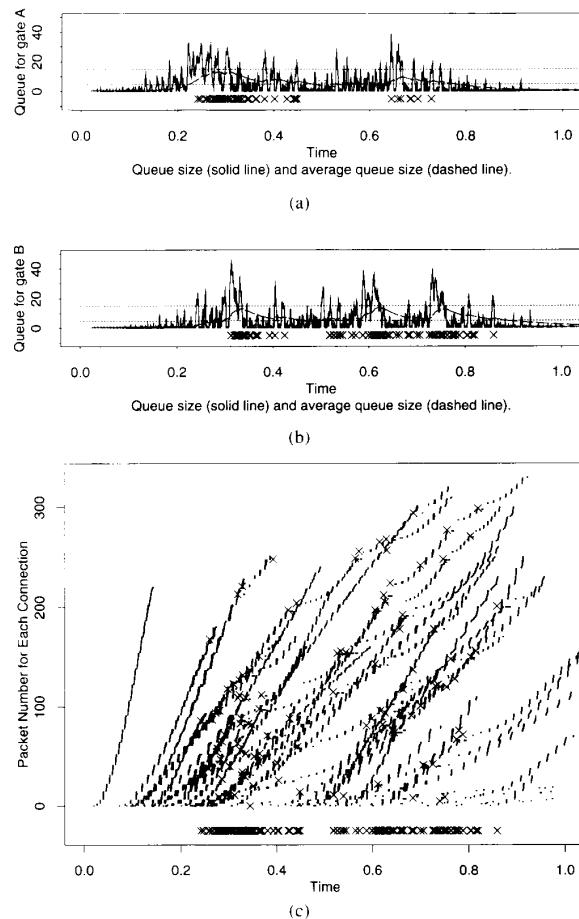 Queue for gate A
40
20
0
0.0 0.2 0.4 0.6 0.8 1.0
Time
Queue size (solid line) and average queue size (dashed line).
(a)
Queue for gate B
40
20
0
0.0 0.2 0.4 0.6 0.8 1.0
Time
Queue size (solid line) and average queue size (dashed line).
(b)
Packet Number for Each Connection
300
200
100
0
0.0 0.2 0.4 0.6 0.8 1.0
Time
(c)